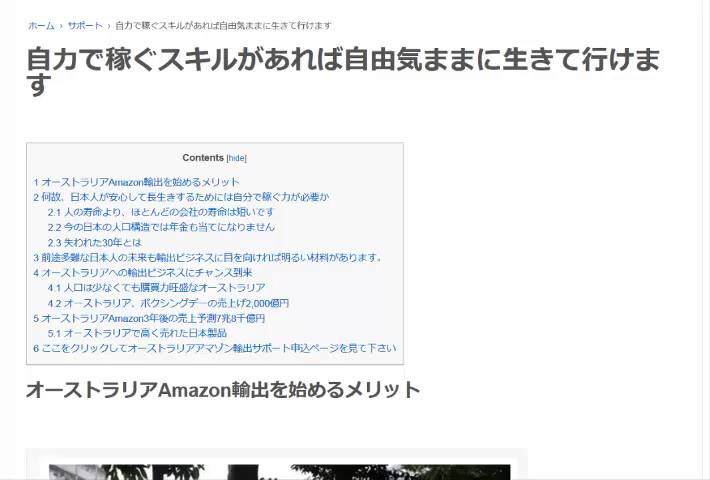 ホーム › サポート › 自力で稼ぐスキルがあれば自由気ままに生きて行けます
自力で稼ぐスキルがあれば自由気ままに生きて行けま
す
Contents [hide]
1 オーストラリアAmazon輸出を始めるメリット
2 何故、日本人が安心して長生きするためには自分で稼ぐ力が必要か
2.1 人の寿命より、ほとんどの会社の寿命は短いです
2.2 今の日本の人口構造では年金も当てになりません
2.3 失われた30年とは
3 前途多難な日本人の未来も輸出ビジネスに目を向ければ明るい材料があります。
4 オーストラリアへの輸出ビジネスにチャンス到来
4.1 人口は少なくても購買力旺盛なオーストラリア
4.2 オーストラリア、ボクシングデーの売上げ2,000億円
5 オーストラリアAmazon3年後の売上予測7兆8千億円
5.1 オーストラリアで高く売れた日本製品
6 ここをクリックしてオーストラリアアマゾン輸出サポート申込ページを見て下さい
オーストラリアAmazon輸出を始めるメリット